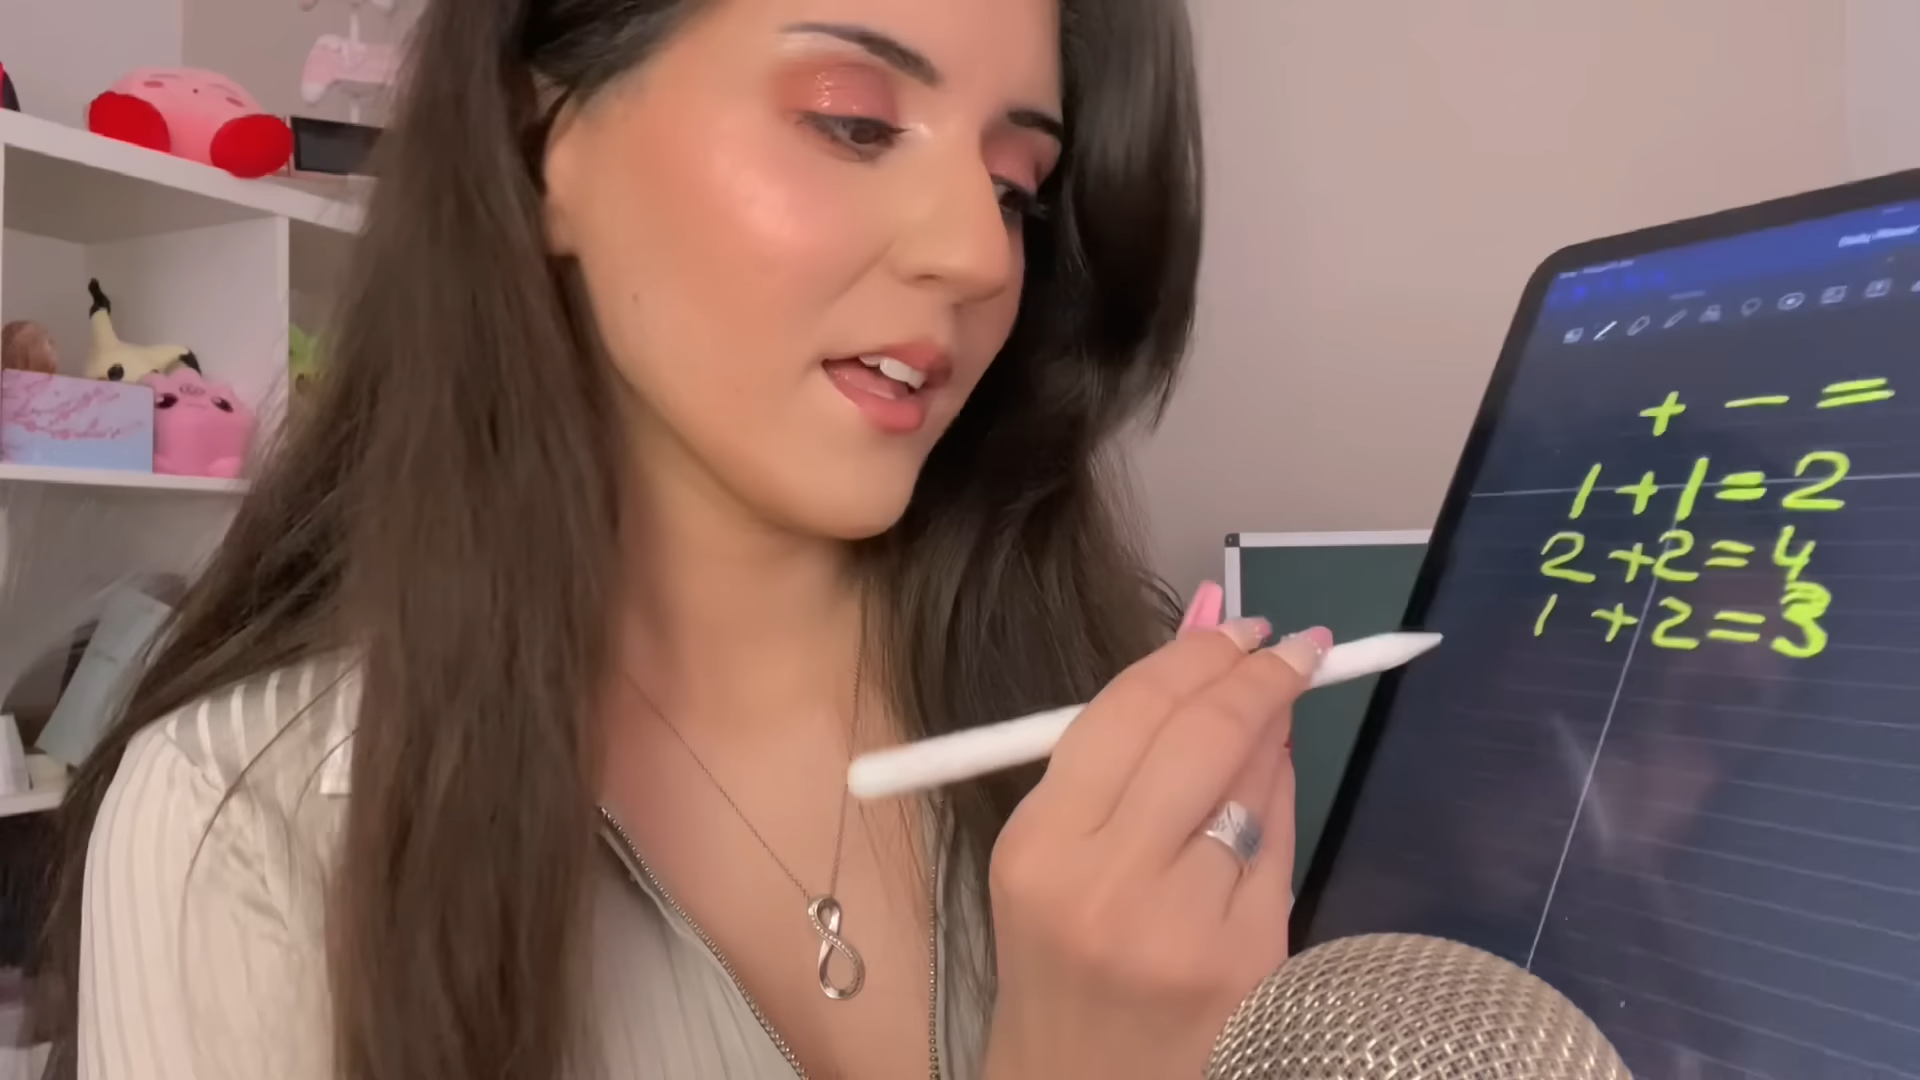 + − =
1+1=2
2+2=4
1+2=3